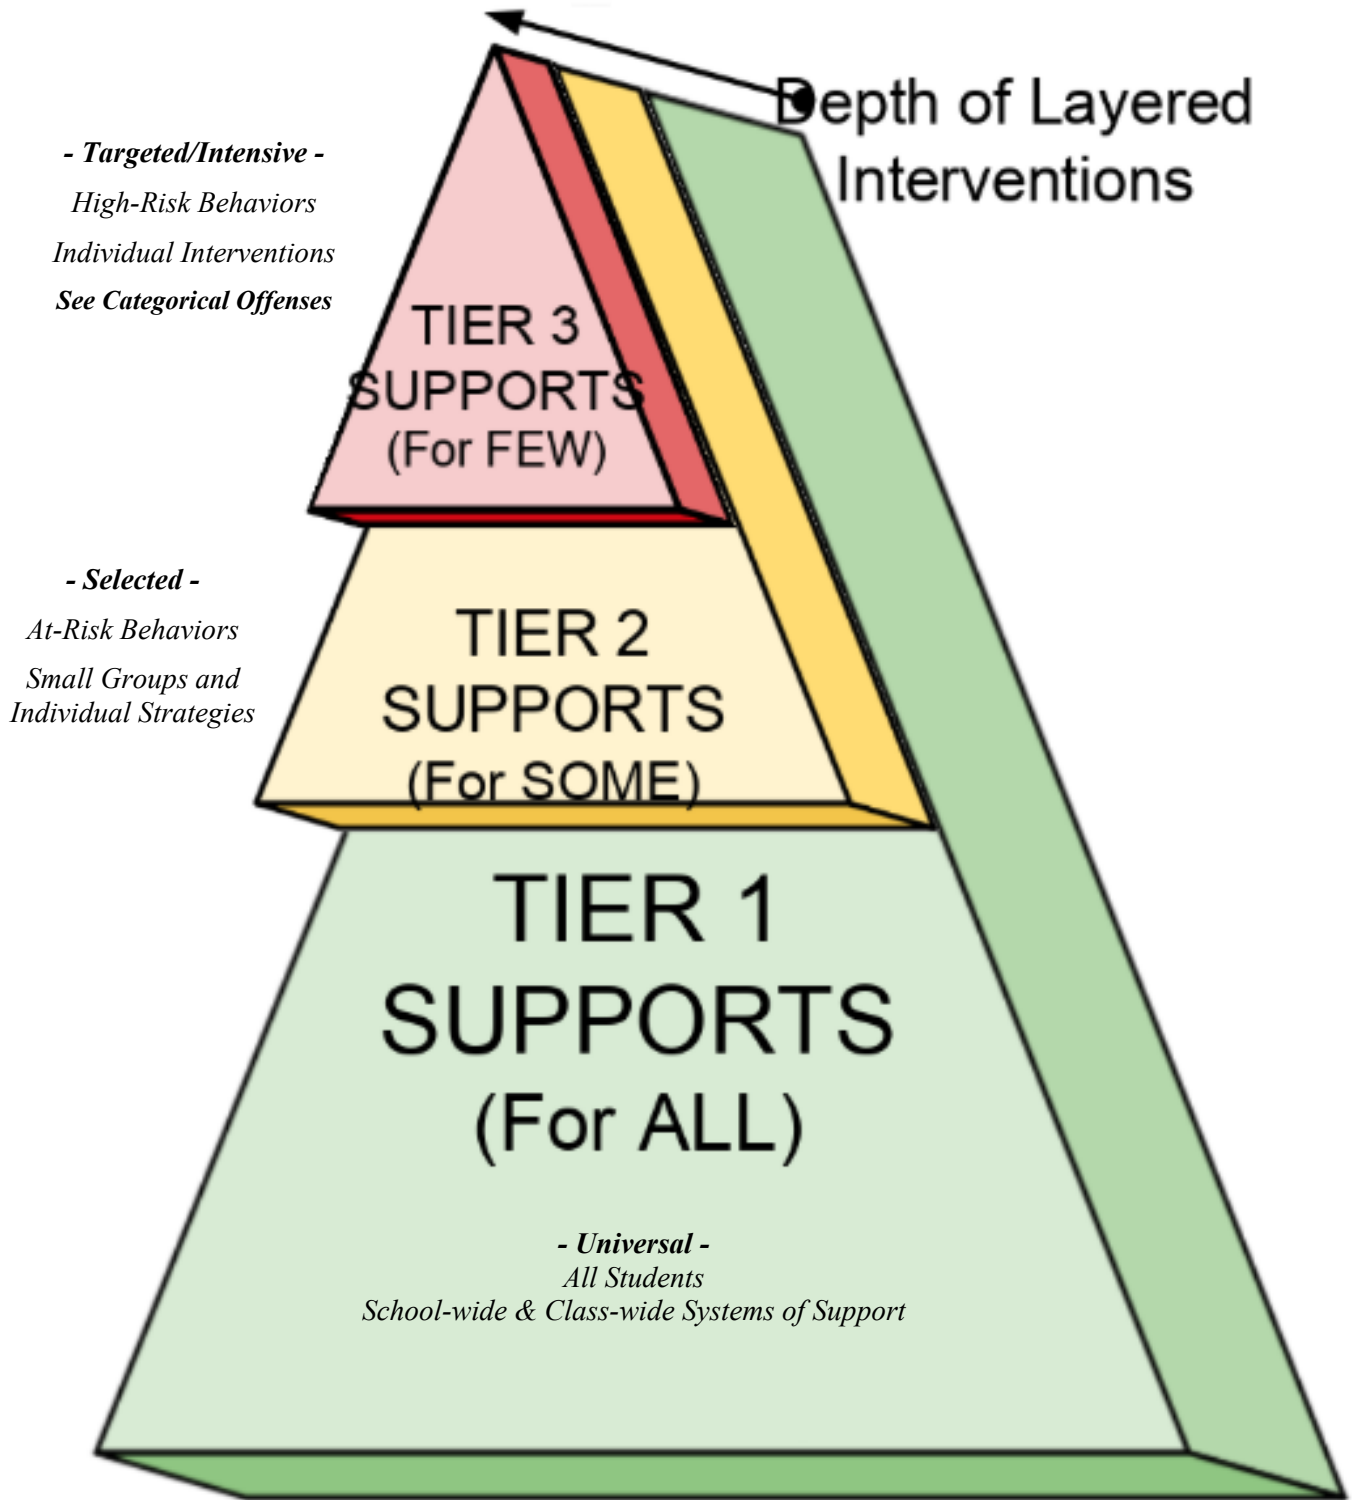 Depth of Layered
Interventions
- Targeted/Intensive -
High-Risk Behaviors
Individual Interventions
See Categorical Offenses
TIER 3
SUPPORTS
(For FEW)
- Selected -
At-Risk Behaviors
Small Groups and
Individual Strategies
TIER 2
SUPPORTS
(For SOME)
TIER 1
SUPPORTS
(For ALL)
- Universal -
All Students
School-wide & Class-wide Systems of Support